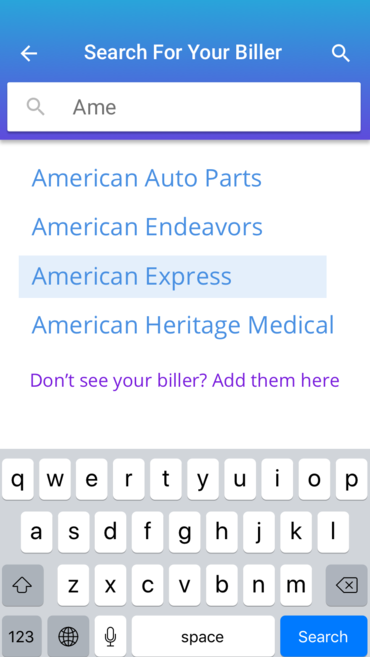 Search For Your Biller
Ame
American Auto Parts
American Endeavors
American Express
American Heritage Medical
Don’t see your biller? Add them here
q w e r t y u i o p
a s d f g h j k l
z x c v b n m
123 space Search